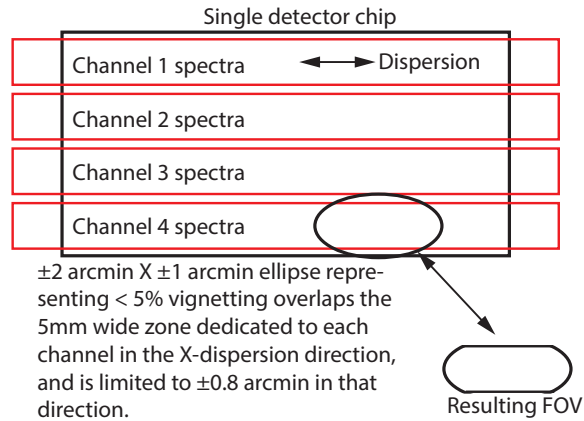 Single detector chip
Channel 1 spectra
Dispersion
Channel 2 spectra
Channel 3 spectra
Channel 4 spectra
±2 arcmin X ±1 arcmin ellipse repre-
senting < 5% vignetting overlaps the
5mm wide zone dedicated to each
channel in the X-dispersion direction,
and is limited to ±0.8 arcmin in that
direction.
Resulting FOV